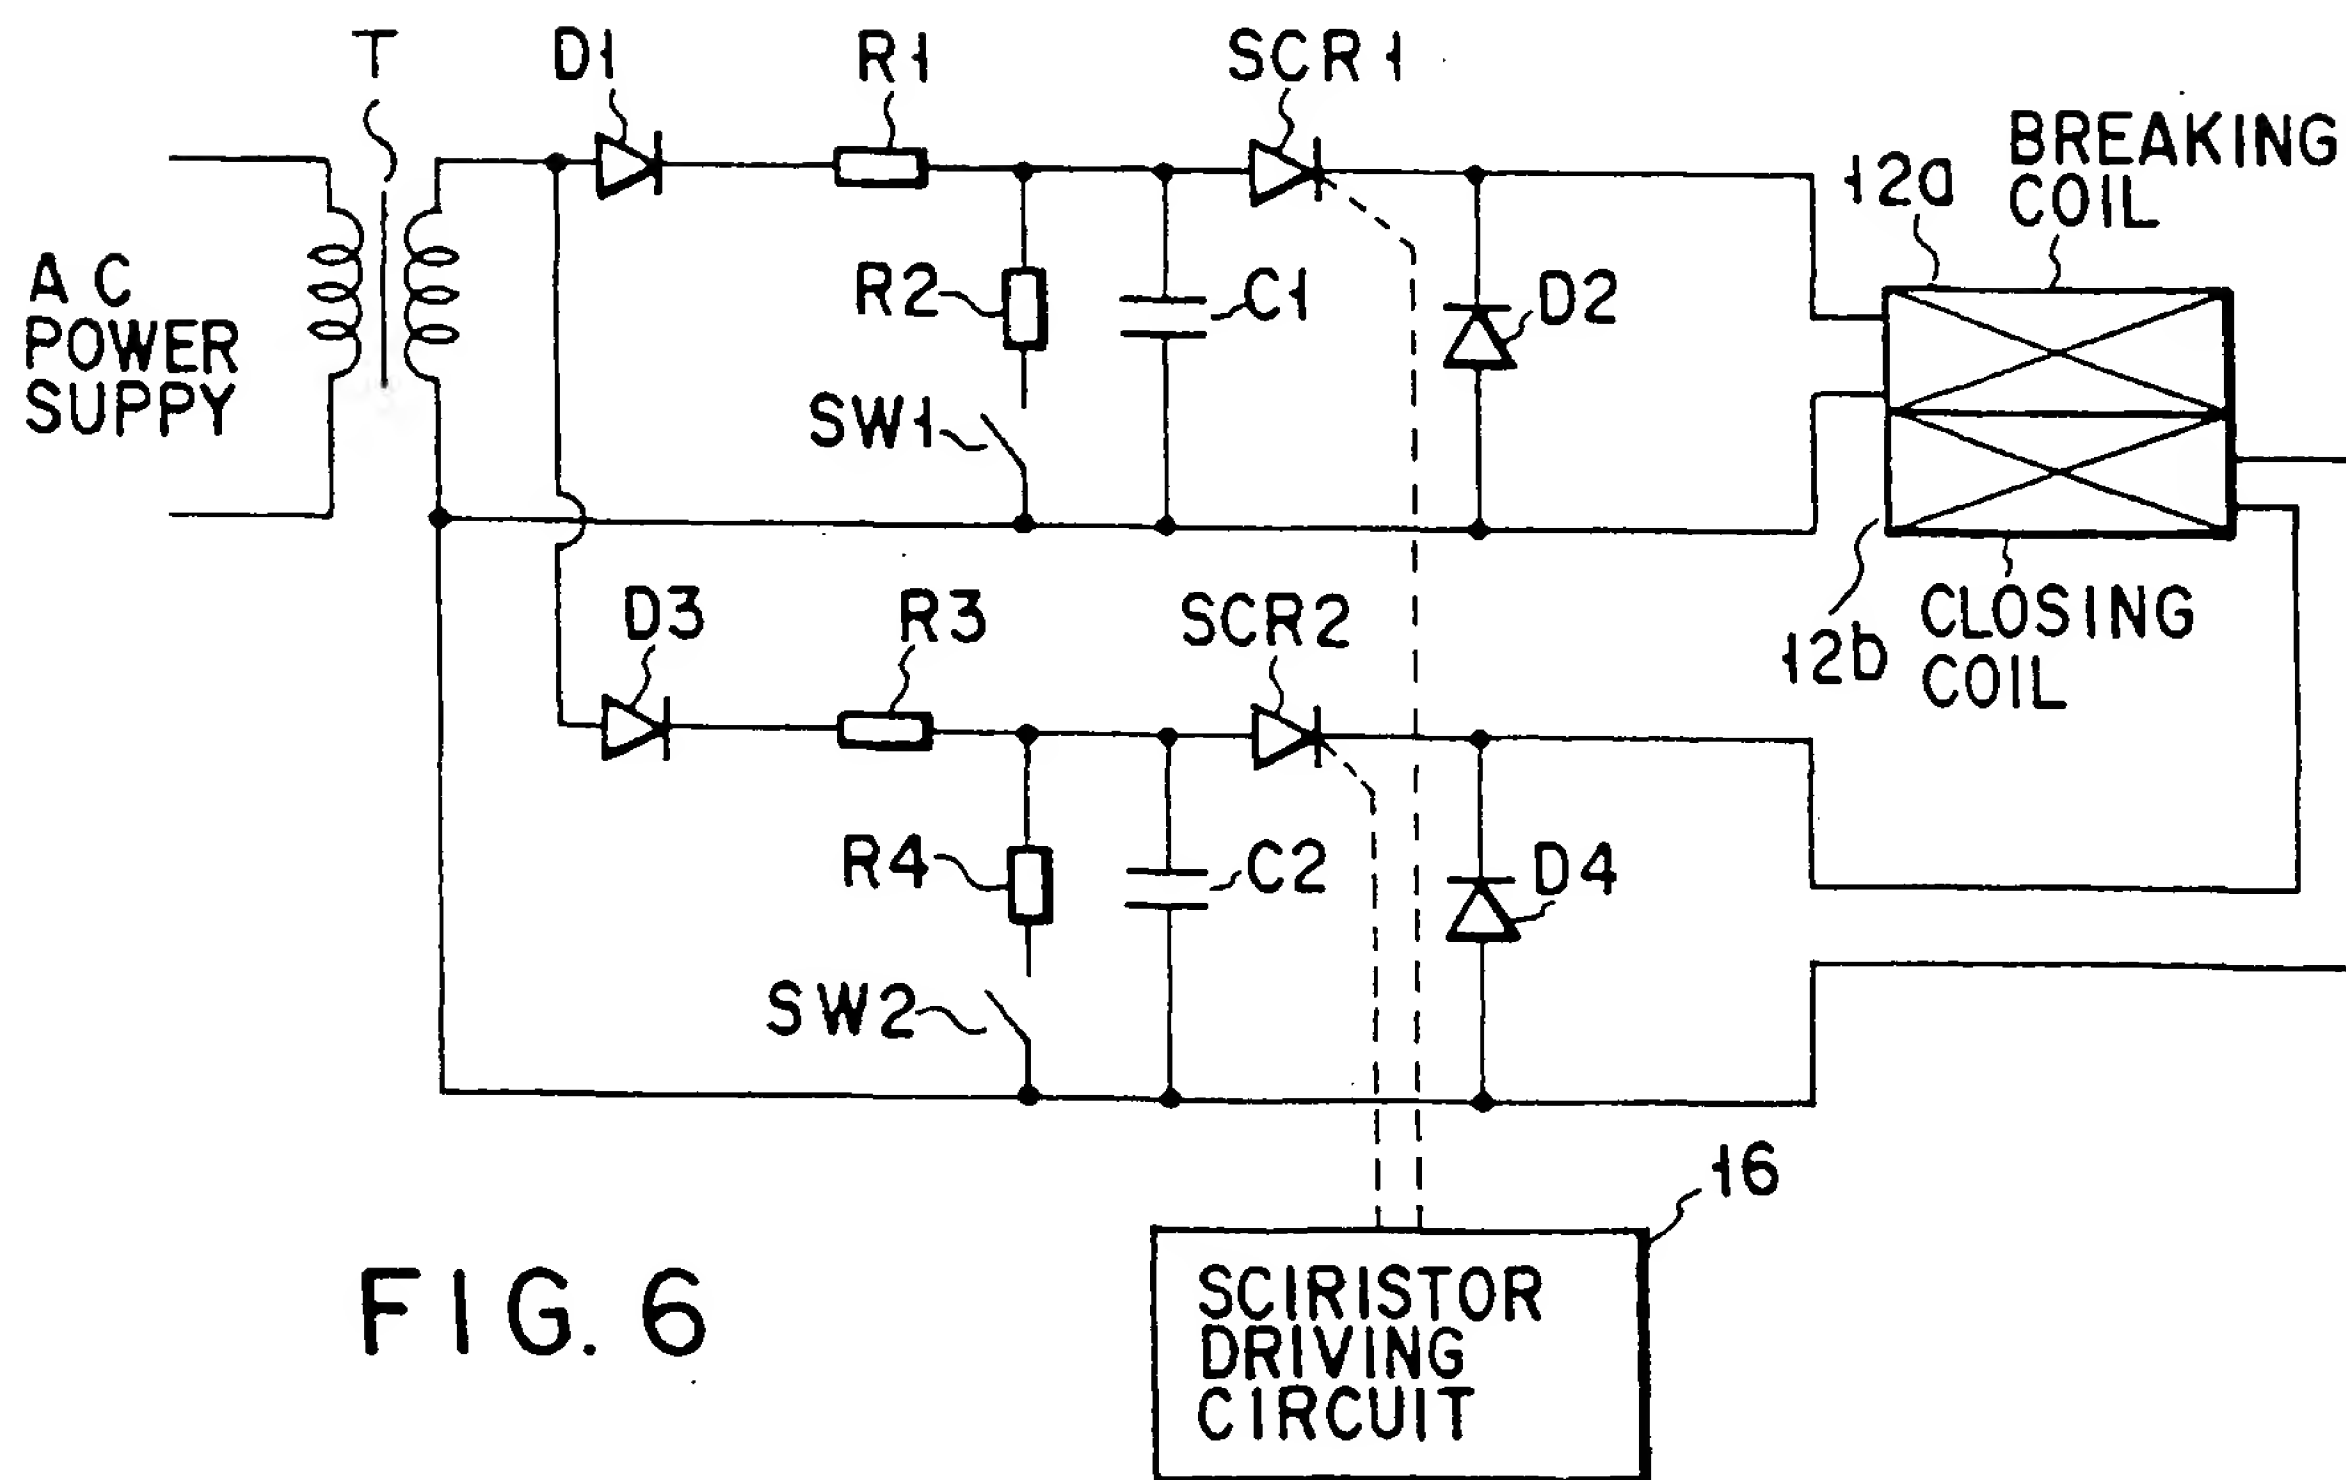 T
D1
R1
SCR1
BREAKING
COIL
12a
AC
POWER
SUPPY
R2
C1
D2
SW1
D3
R3
SCR2
12b
CLOSING
COIL
R4
C2
D4
SW2
16
SCIRISTOR
DRIVING
CIRCUIT
FIG. 6